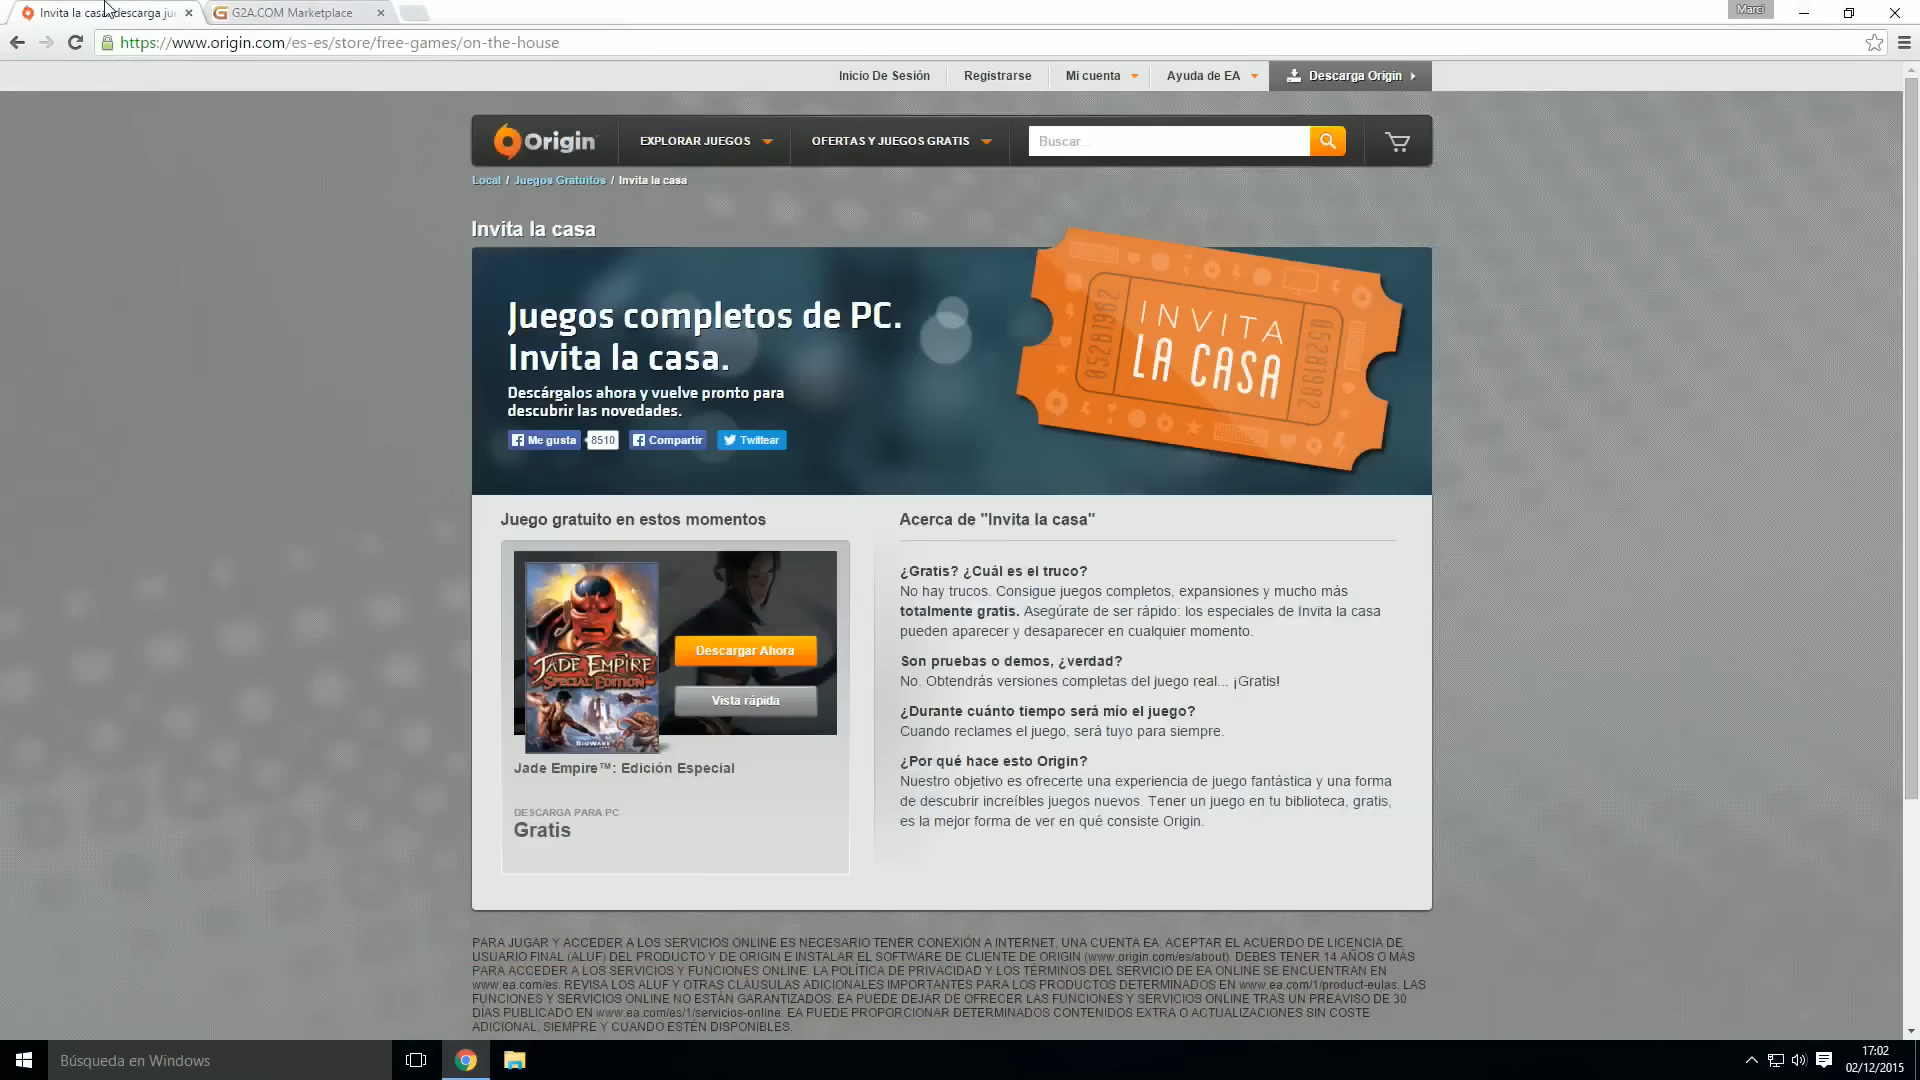 Invita la casa: descarga ju
G2A.COM Marketplace
Marci
https://www.origin.com/es-es/store/free-games/on-the-house
Inicio De Sesión
Registrarse
Mi cuenta
Ayuda de EA
Descarga Origin
Origin
EXPLORAR JUEGOS
OFERTAS Y JUEGOS GRATIS
Buscar...
Local / Juegos Gratuitos / Invita la casa
Invita la casa
Juegos completos de PC.
Invita la casa.
Descárgalos ahora y vuelve pronto para
descubrir las novedades.
Me gusta 8510 Compartir Twittear
05281982
INVITA
LA CASA
05281982
Juego gratuito en estos momentos
JADE EMPIRE
SPECIAL EDITION
BIOWARE
Descargar Ahora
Vista rápida
Jade Empire™: Edición Especial
DESCARGA PARA PC
Gratis
Acerca de "Invita la casa"
¿Gratis? ¿Cuál es el truco?
No hay trucos. Consigue juegos completos, expansiones y mucho más
totalmente gratis. Asegúrate de ser rápido: los especiales de Invita la casa
pueden aparecer y desaparecer en cualquier momento.
Son pruebas o demos, ¿verdad?
No. Obtendrás versiones completas del juego real... ¡Gratis!
¿Durante cuánto tiempo será mío el juego?
Cuando reclames el juego, será tuyo para siempre.
¿Por qué hace esto Origin?
Nuestro objetivo es ofrecerte una experiencia de juego fantástica y una forma
de descubrir increíbles juegos nuevos. Tener un juego en tu biblioteca, gratis,
es la mejor forma de ver en qué consiste Origin.
PARA JUGAR Y ACCEDER A LOS SERVICIOS ONLINE ES NECESARIO TENER CONEXIÓN A INTERNET, UNA CUENTA EA, ACEPTAR EL ACUERDO DE LICENCIA DE
USUARIO FINAL (ALUF) DEL PRODUCTO Y DE ORIGIN E INSTALAR EL SOFTWARE DE CLIENTE DE ORIGIN (www.origin.com/es/about). DEBES TENER 14 AÑOS O MÁS
PARA ACCEDER A LOS SERVICIOS Y FUNCIONES ONLINE. LA POLÍTICA DE PRIVACIDAD Y LOS TÉRMINOS DEL SERVICIO DE EA ONLINE SE ENCUENTRAN EN
www.ea.com/es. REVISA LOS ALUF Y OTRAS CLÁUSULAS ADICIONALES IMPORTANTES PARA LOS PRODUCTOS DETERMINADOS EN www.ea.com/1/product-eulas. LAS
FUNCIONES Y SERVICIOS ONLINE NO ESTÁN GARANTIZADOS. EA PUEDE DEJAR DE OFRECER LAS FUNCIONES Y SERVICIOS ONLINE TRAS UN PREAVISO DE 30
DÍAS PUBLICADO EN www.ea.com/es/1/servicios-online. EA PUEDE PROPORCIONAR DETERMINADOS CONTENIDOS EXTRA O ACTUALIZACIONES SIN COSTE
ADICIONAL, SIEMPRE Y CUANDO ESTÉN DISPONIBLES.
Búsqueda en Windows
17:02
02/12/2015